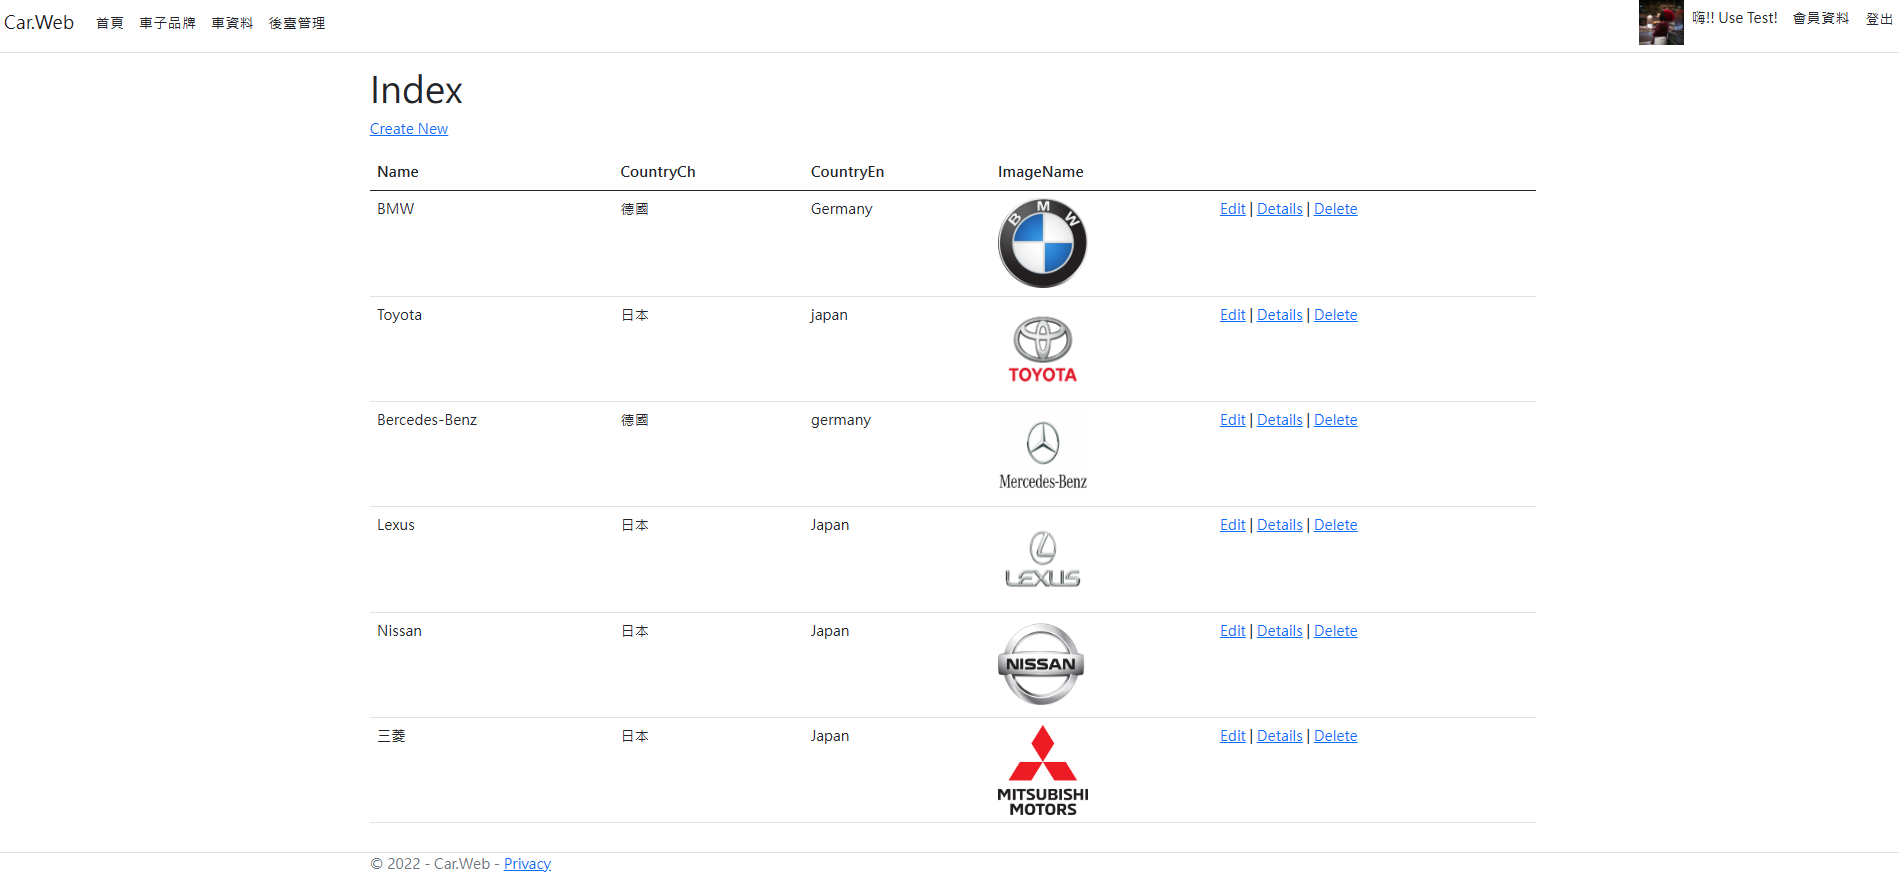 Car.Web 首頁 車子品牌 車資料 後臺管理 嗨!! Use Test! 會員資料 登出
Index
Create New
Name CountryCh CountryEn ImageName
BMW 德國 Germany BMW Edit | Details | Delete
Toyota 日本 japan Edit | Details | Delete
TOYOTA
Bercedes-Benz 德國 germany Edit | Details | Delete
Mercedes-Benz
Lexus 日本 Japan Edit | Details | Delete
LEXUS
Nissan 日本 Japan Edit | Details | Delete
NISSAN
三菱 日本 Japan Edit | Details | Delete
MITSUBISHI
MOTORS
© 2022 - Car.Web - Privacy